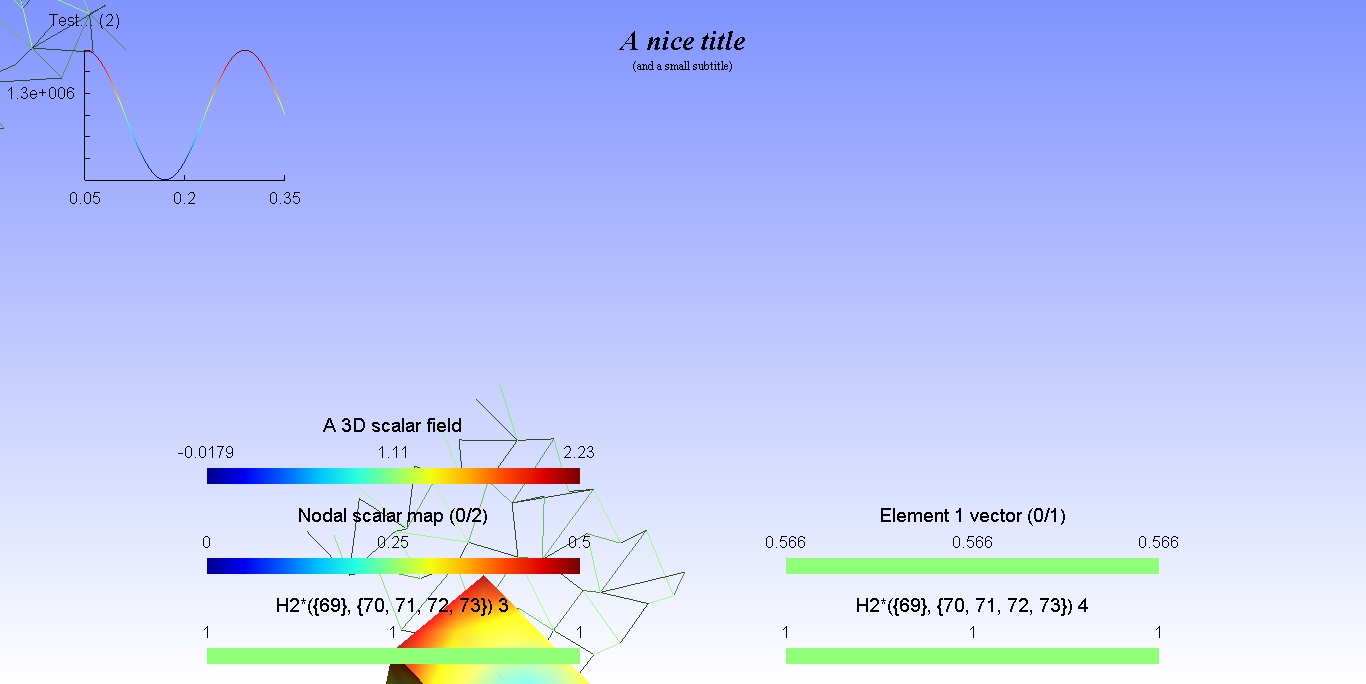 Test... (2)
A nice title
(and a small subtitle)
1.3e+006
0.05 0.2 0.35
A 3D scalar field
-0.0179 1.11 2.23
Nodal scalar map (0/2)
0 0.25 0.5
Element 1 vector (0/1)
0.566 0.566 0.566
H2*({69}, {70, 71, 72, 73}) 3
1 1 1
H2*({69}, {70, 71, 72, 73}) 4
1 1 1